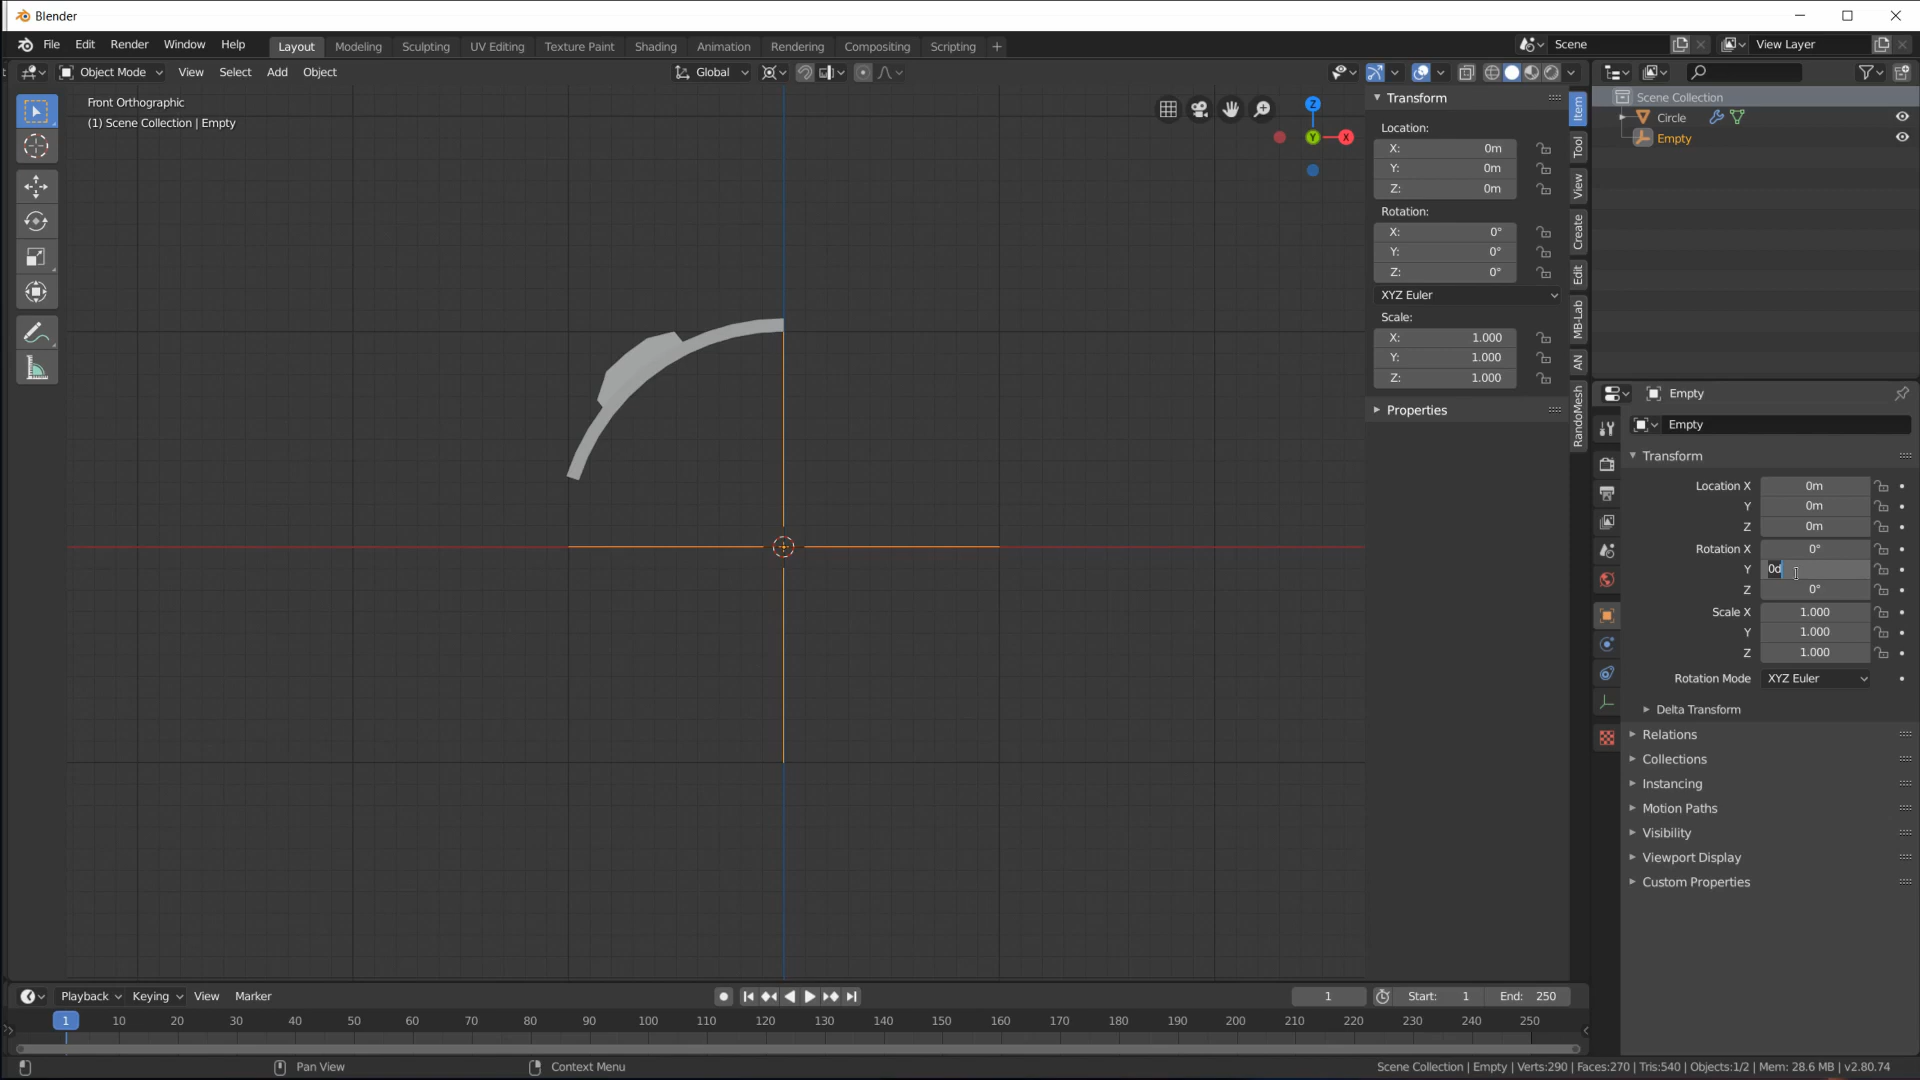 Blender
File Edit Render Window Help Layout Modeling Sculpting UV Editing Texture Paint Shading Animation Rendering Compositing Scripting + Scene View Layer
Object Mode View Select Add Object Global
Front Orthographic
(1) Scene Collection | Empty
Z
Y
X
Transform
Location:
X: 0m
Y: 0m
Z: 0m
Rotation:
X: 0°
Y: 0°
Z: 0°
XYZ Euler
Scale:
X: 1.000
Y: 1.000
Z: 1.000
Properties
Item
Tool
View
Create
Edit
MB-Lab
AN
RandoMesh
Scene Collection
Circle
Empty
Empty
Empty
Transform
Location X 0m
Y 0m
Z 0m
Rotation X 0°
Y 0d
Z 0°
Scale X 1.000
Y 1.000
Z 1.000
Rotation Mode XYZ Euler
Delta Transform
Relations
Collections
Instancing
Motion Paths
Visibility
Viewport Display
Custom Properties
Playback Keying View Marker 1 Start: 1 End: 250
1 10 20 30 40 50 60 70 80 90 100 110 120 130 140 150 160 170 180 190 200 210 220 230 240 250
Pan View Context Menu Scene Collection | Empty | Verts:290 | Faces:270 | Tris:540 | Objects:1/2 | Mem: 28.6 MB | v2.80.74